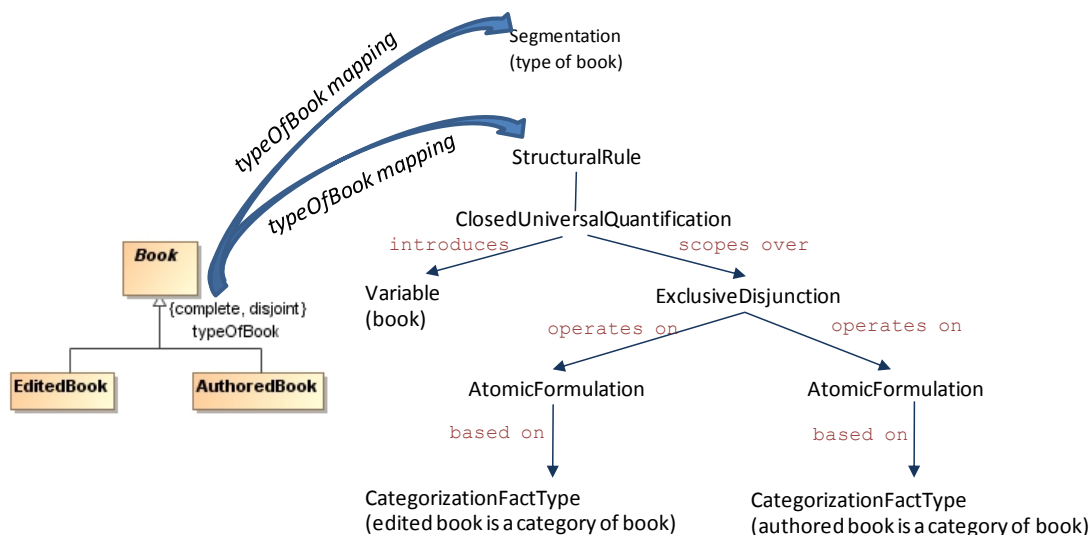 Segmentation
(type of book)
typeOfBook mapping
typeOfBook mapping
StructuralRule
ClosedUniversalQuantification
introduces
scopes over
Book
Variable
(book)
ExclusiveDisjunction
{complete, disjoint}
typeOfBook
operates on
operates on
EditedBook
AuthoredBook
AtomicFormulation
AtomicFormulation
based on
based on
CategorizationFactType
(edited book is a category of book)
CategorizationFactType
(authored book is a category of book)